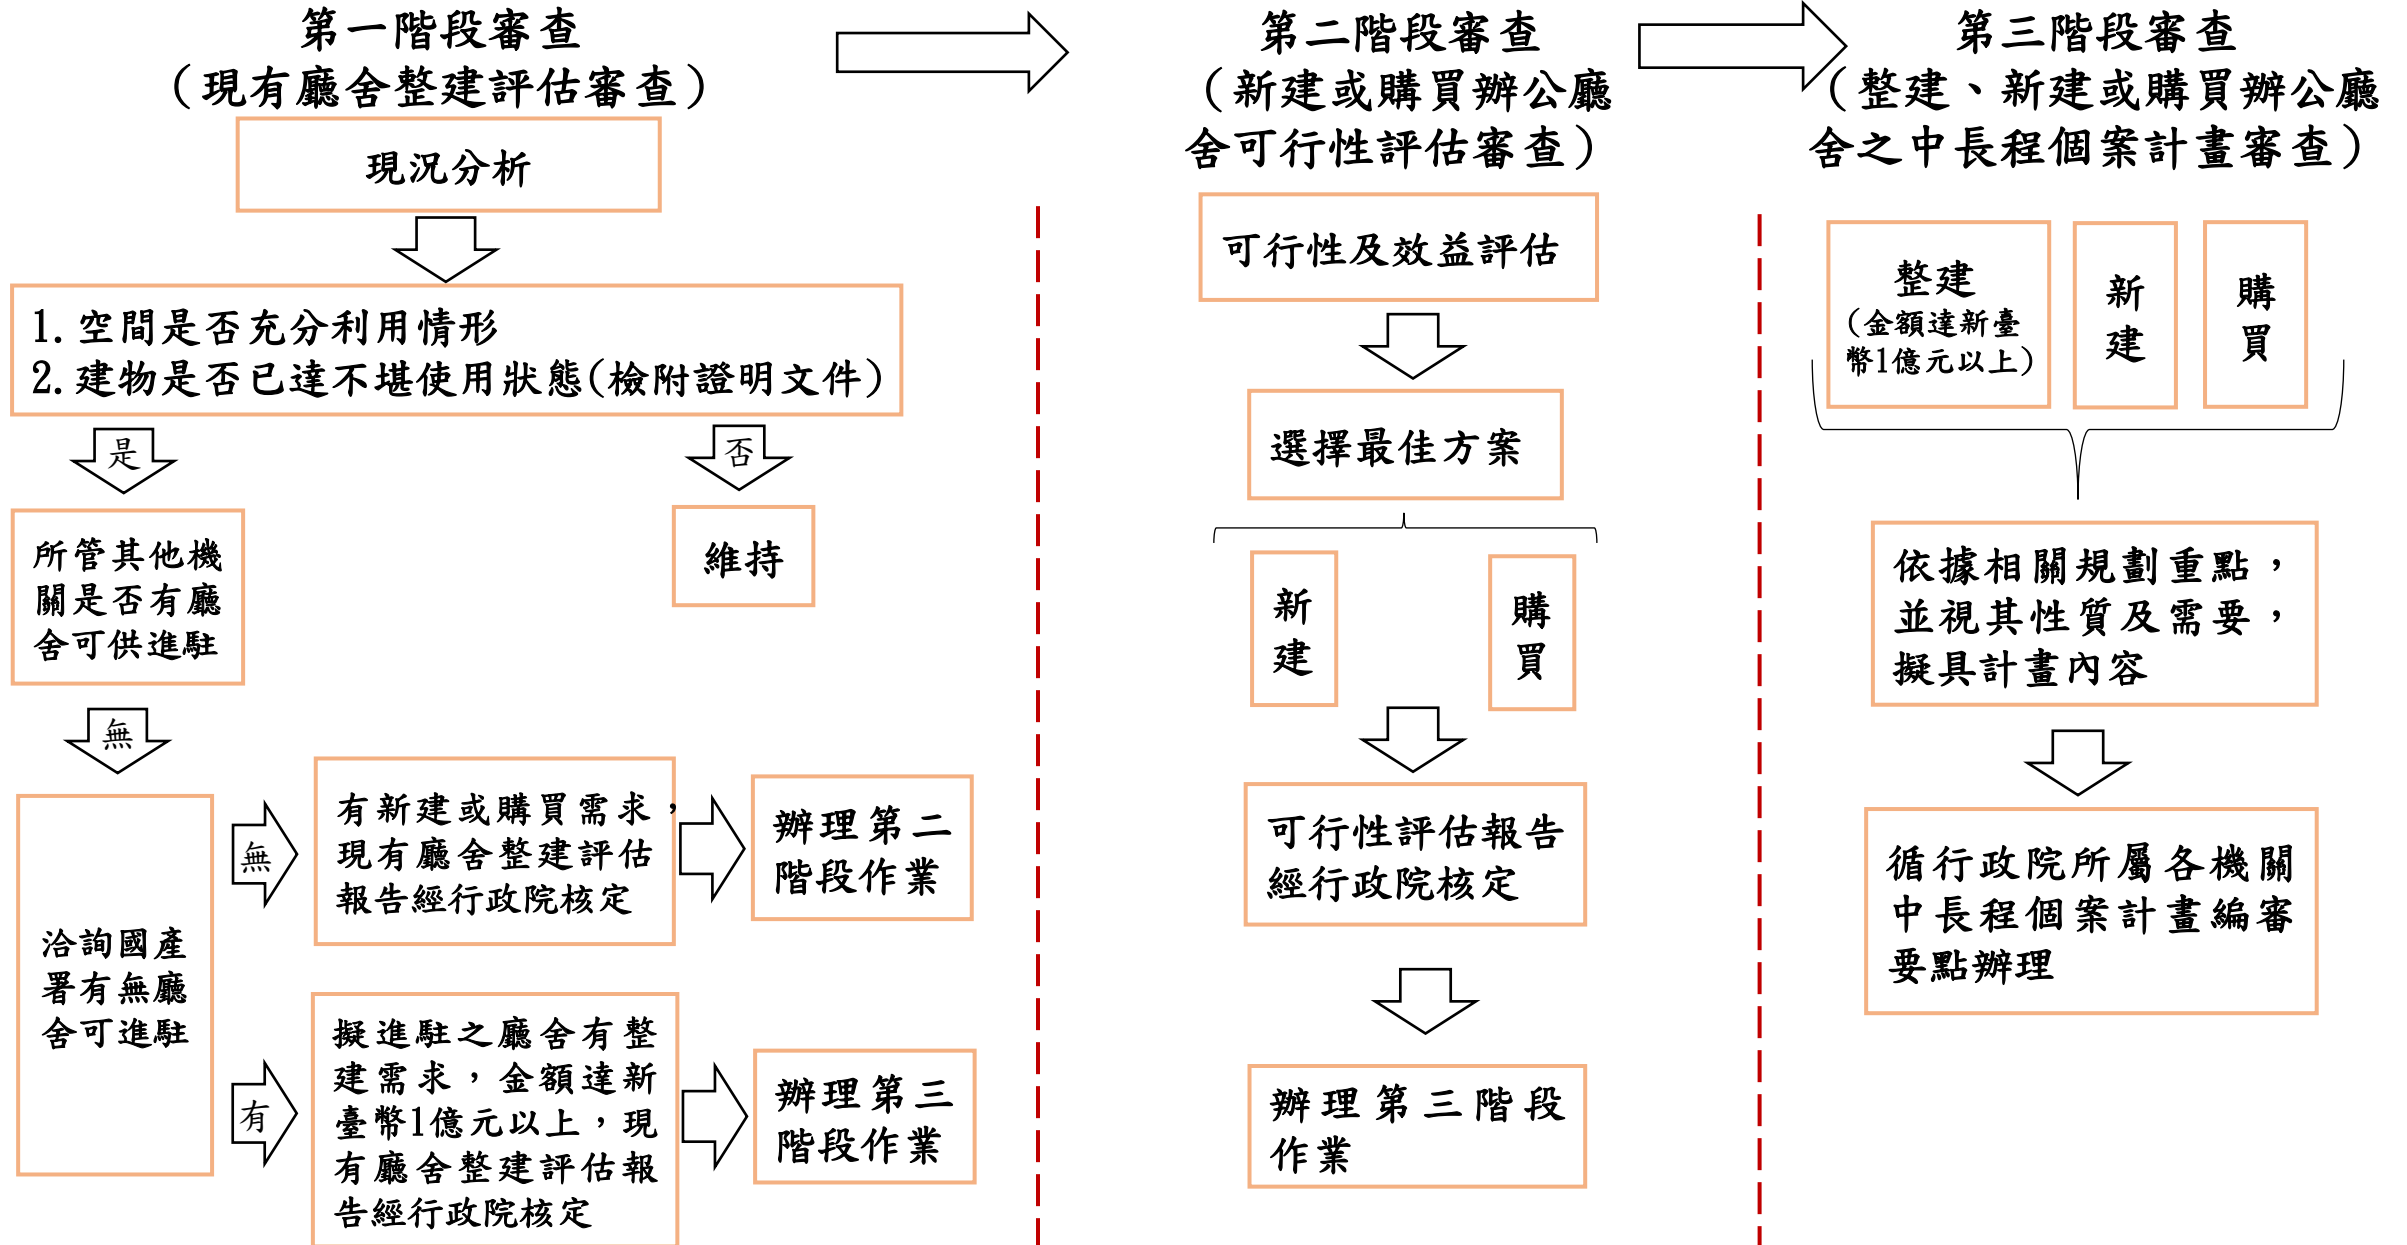 第一階段審查
（現有廳舍整建評估審查）
現況分析
1.空間是否充分利用情形
2.建物是否已達不堪使用狀態(檢附證明文件)
是
否
所管其他機
關是否有廳
舍可供進駐
維持
無
洽詢國產
署有無廳
舍可進駐
無
有新建或購買需求，
現有廳舍整建評估
報告經行政院核定
辦理第二
階段作業
有
擬進駐之廳舍有整
建需求，金額達新
臺幣1億元以上，現
有廳舍整建評估報
告經行政院核定
辦理第三
階段作業
第二階段審查
（新建或購買辦公廳
舍可行性評估審查）
可行性及效益評估
選擇最佳方案
新
建
購
買
可行性評估報告
經行政院核定
辦理第三階段
作業
第三階段審查
（整建、新建或購買辦公廳
舍之中長程個案計畫審查）
整建
(金額達新臺
幣1億元以上)
新
建
購
買
依據相關規劃重點，
並視其性質及需要，
擬具計畫內容
循行政院所屬各機關
中長程個案計畫編審
要點辦理